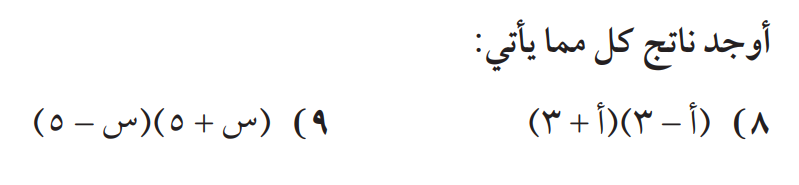 أوجد ناتج كل مما يأتي:
٨) (أ – ٣)(أ + ٣) ٩) (س + ٥)(س – ٥)